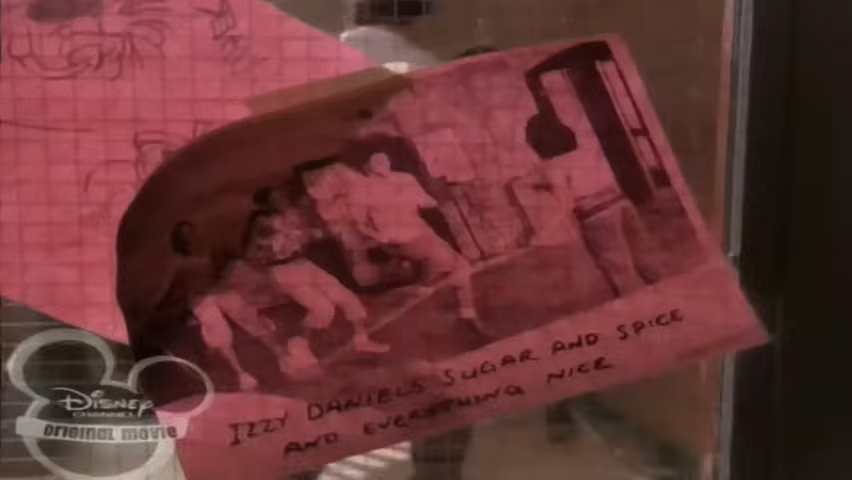 IZZY DANIELS SUGAR AND SPICE
AND EVERYTHING NICE
DISNEY
CHANNEL
ORIGINAL MOVIE